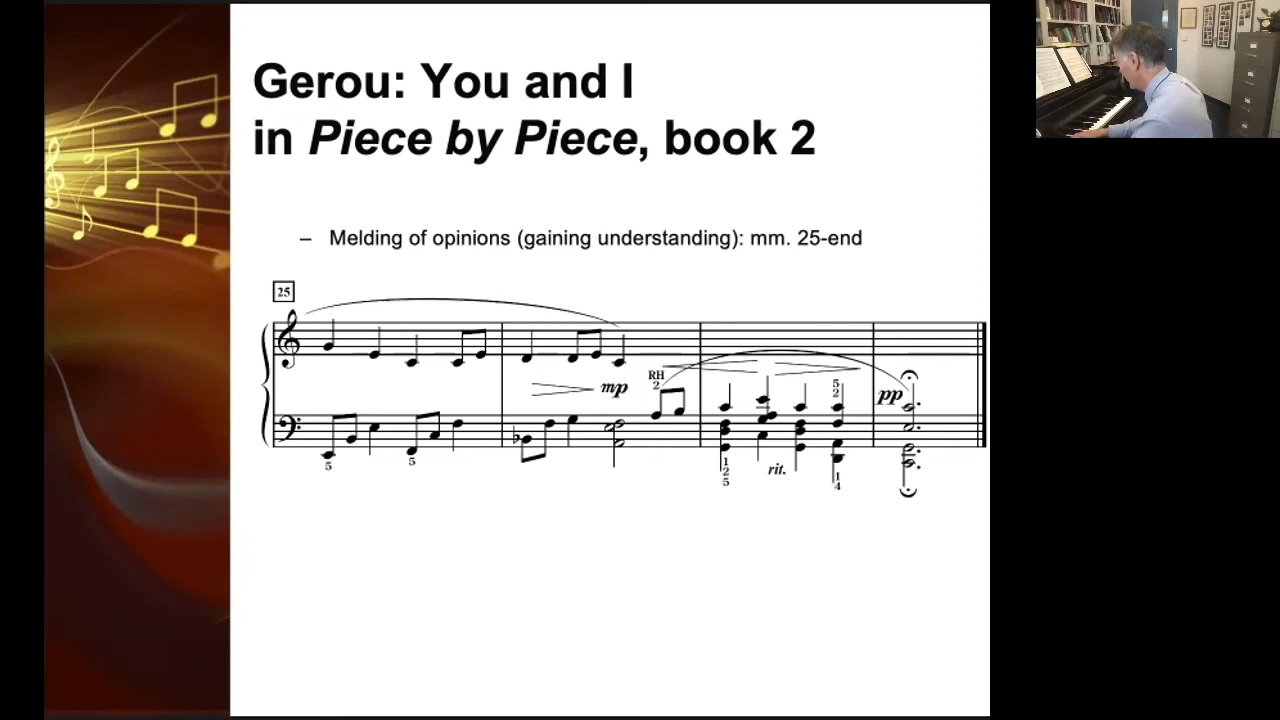 Gerou: You and I
in Piece by Piece, book 2
– Melding of opinions (gaining understanding): mm. 25-end
25
RH
2
5
2
mp
pp
5
5
1
2
5
rit.
1
4